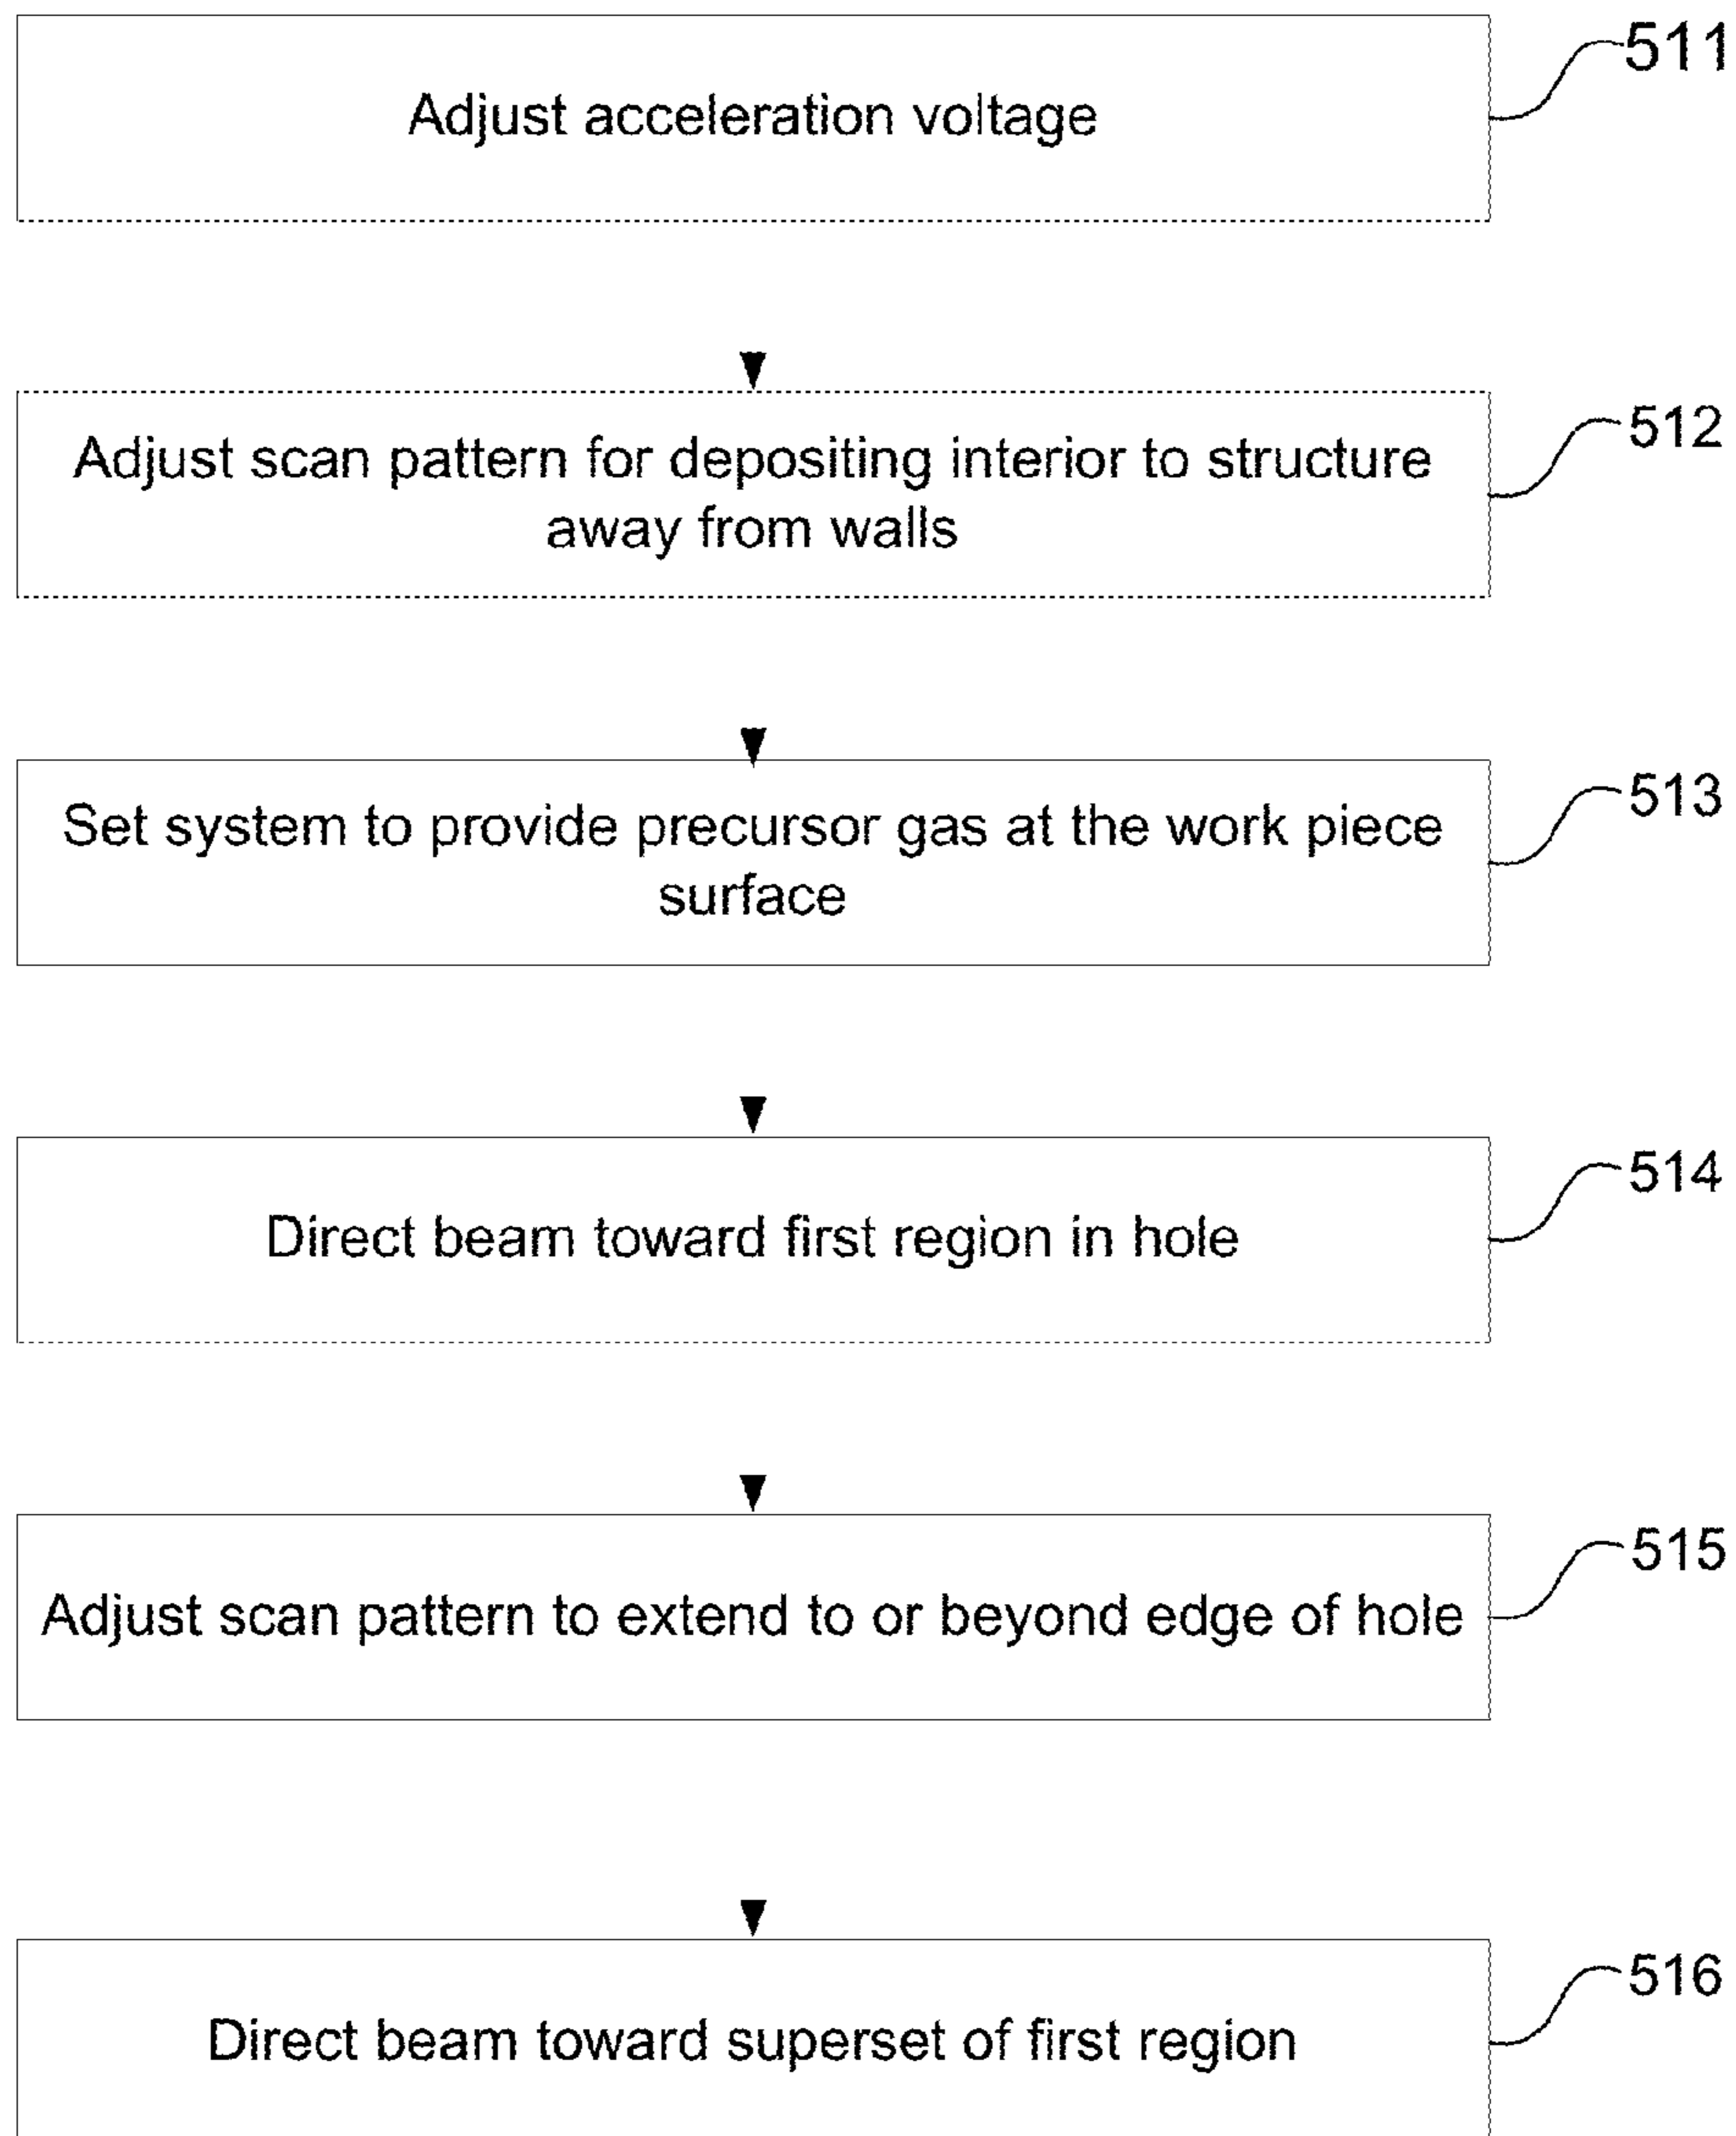 511
Adjust acceleration voltage
512
Adjust scan pattern for depositing interior to structure
away from walls
513
Set system to provide precursor gas at the work piece
surface
514
Direct beam toward first region in hole
515
Adjust scan pattern to extend to or beyond edge of hole
516
Direct beam toward superset of first region